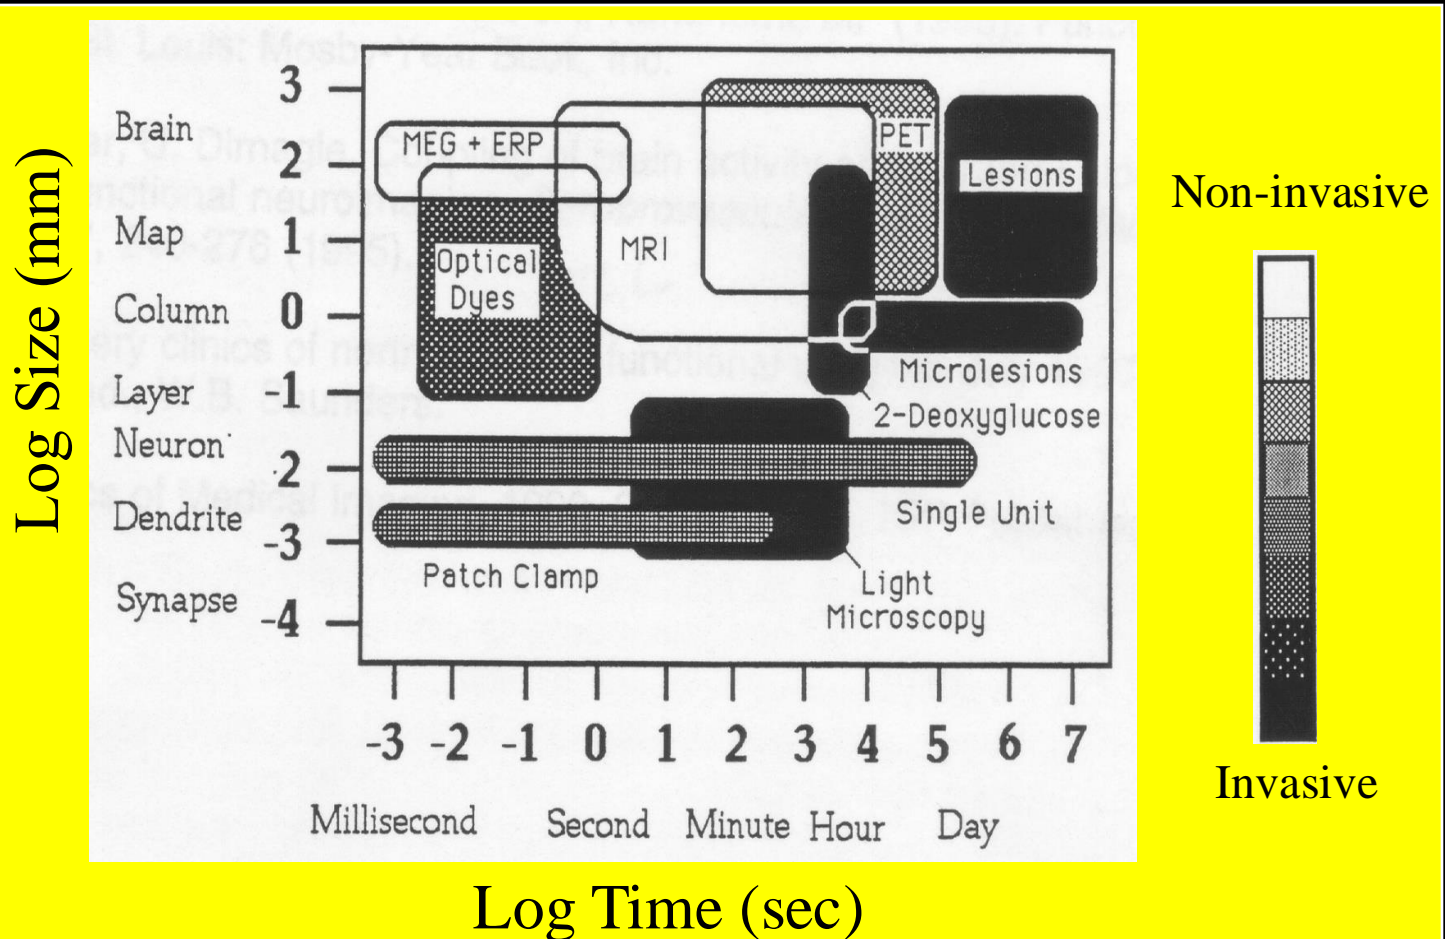 Log Size (mm)
3
2
1
0
-1
-2
-3
-4
Brain
Map
Column
Layer
Neuron
Dendrite
Synapse
MEG + ERP
PET
Lesions
MRI
Optical
Dyes
Microlesions
2-Deoxyglucose
Single Unit
Patch Clamp
Light
Microscopy
-3 -2 -1 0 1 2 3 4 5 6 7
Millisecond Second Minute Hour Day
Log Time (sec)
Non-invasive
Invasive